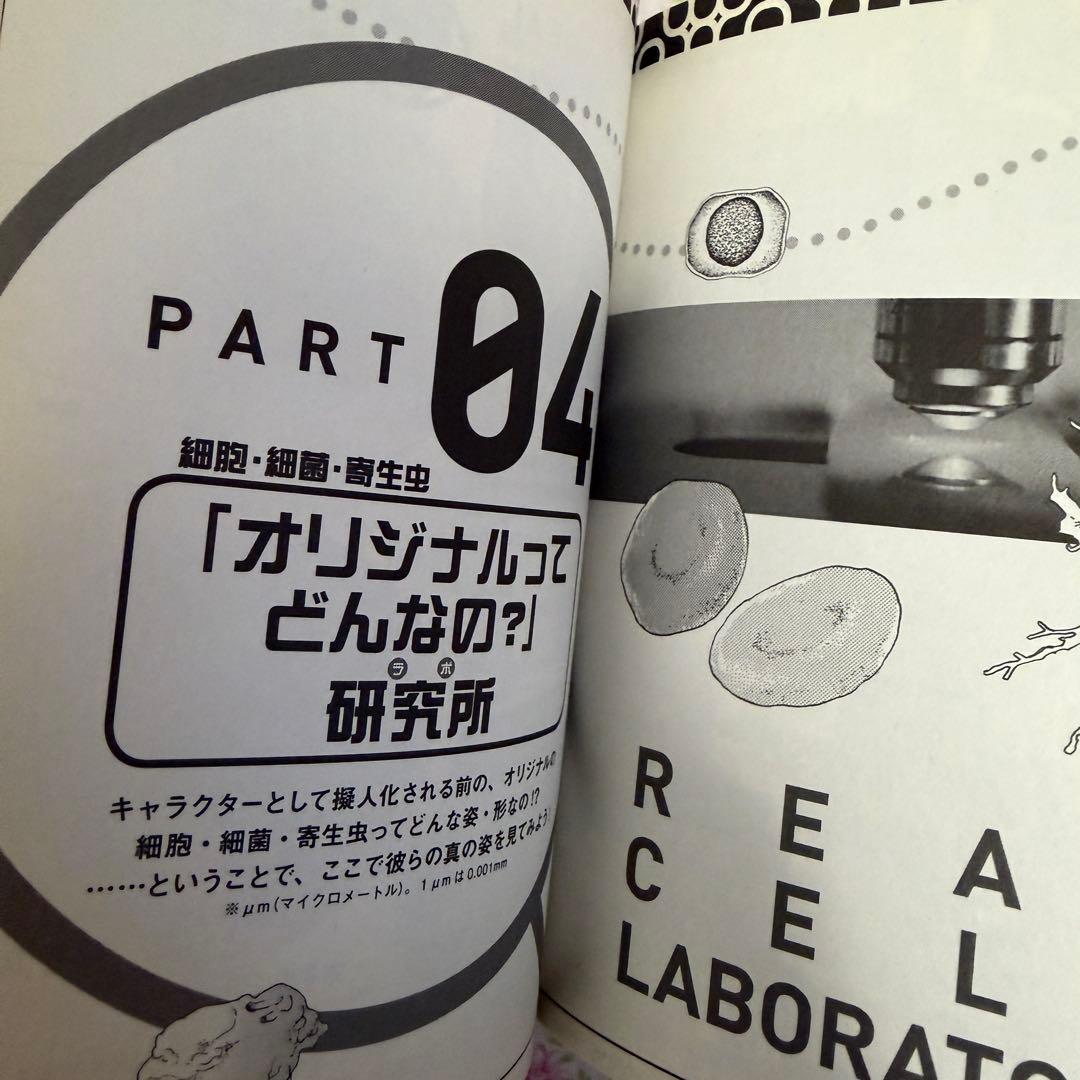 PART 04
細胞・細菌・寄生虫
「オリジナルって
どんなの?」
ラボ
研究所
キャラクターとして擬人化される前の、オリジナルの
細胞・細菌・寄生虫ってどんな姿・形なの!?
……ということで、ここで彼らの真の姿を見てみよう!
※μm(マイクロメートル)。1μmは0.001mm
REAL
CELL
LABORATO